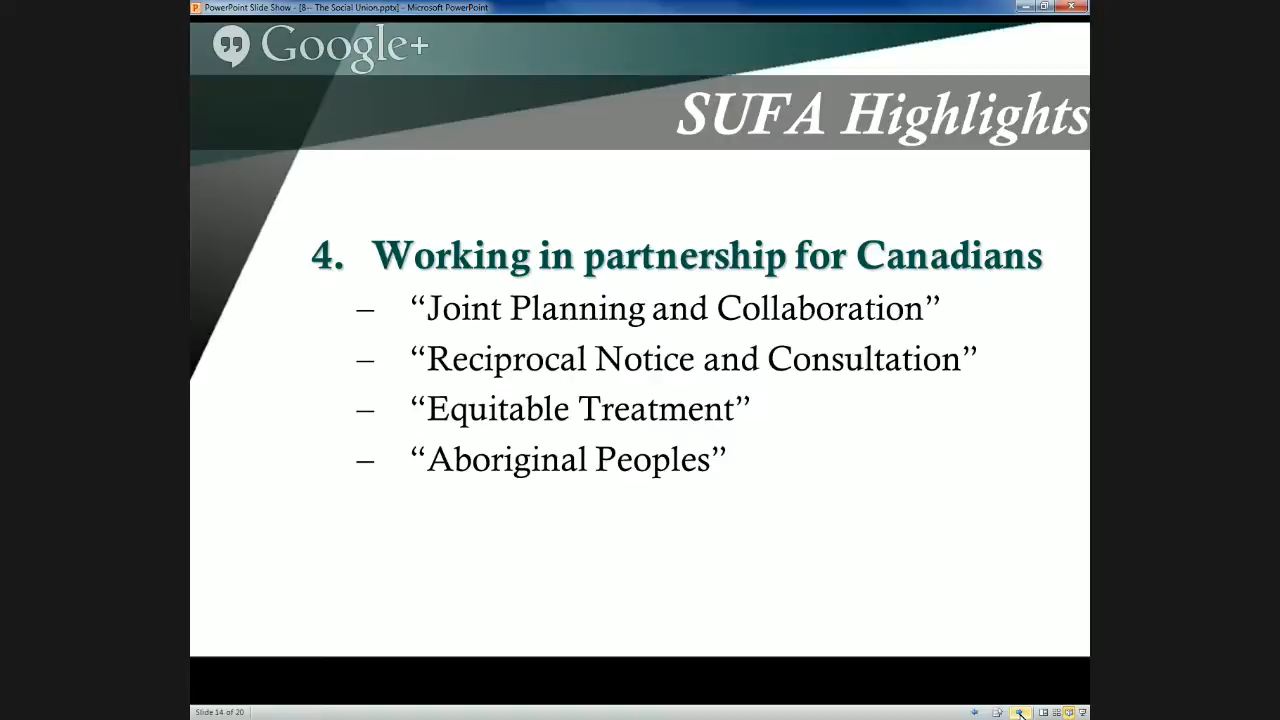 PowerPoint Slide Show - [8-- The Social Union.pptx] - Microsoft PowerPoint
Google+
SUFA Highlights
4. Working in partnership for Canadians
– “Joint Planning and Collaboration”
– “Reciprocal Notice and Consultation”
– “Equitable Treatment”
– “Aboriginal Peoples”
Slide 14 of 20